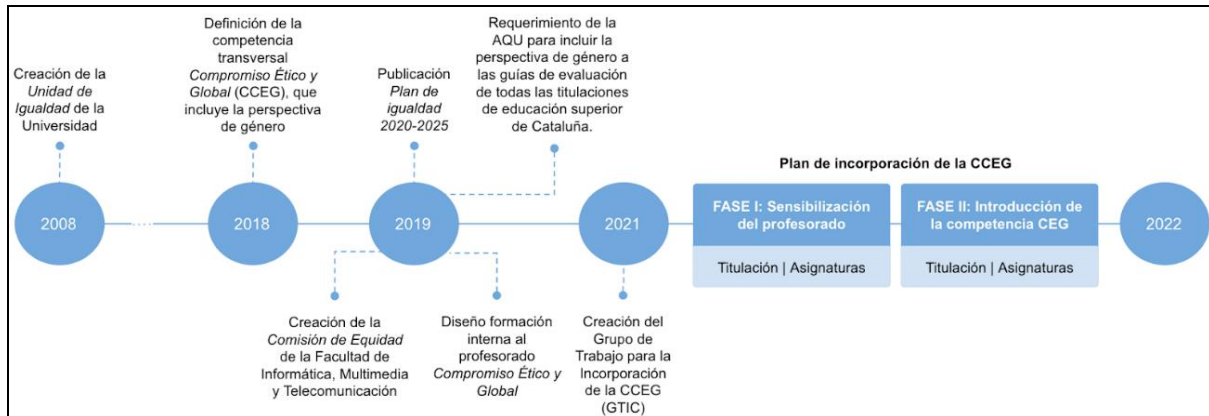 Creación de la
Unidad de
Igualdad de la
Universidad
Definición de la
competencia
transversal
Compromiso Ético y
Global (CCEG), que
incluye la perspectiva
de género
Publicación
Plan de
igualdad
2020-2025
Requerimiento de la
AQU para incluir la
perspectiva de género a
las guías de evaluación
de todas las titulaciones
de educación superior
de Cataluña.
Plan de incorporación de la CCEG
2008
....
2018
2019
2021
FASE I: Sensibilización
del profesorado
Titulación | Asignaturas
FASE II: Introducción de
la competencia CEG
Titulación | Asignaturas
2022
Creación de la
Comisión de Equidad
de la Facultad de
Informática, Multimedia
y Telecomunicación
Diseño formación
interna al
profesorado
Compromiso Ético y
Global
Creación del
Grupo de
Trabajo para la
Incorporación
de la CCEG
(GTIC)